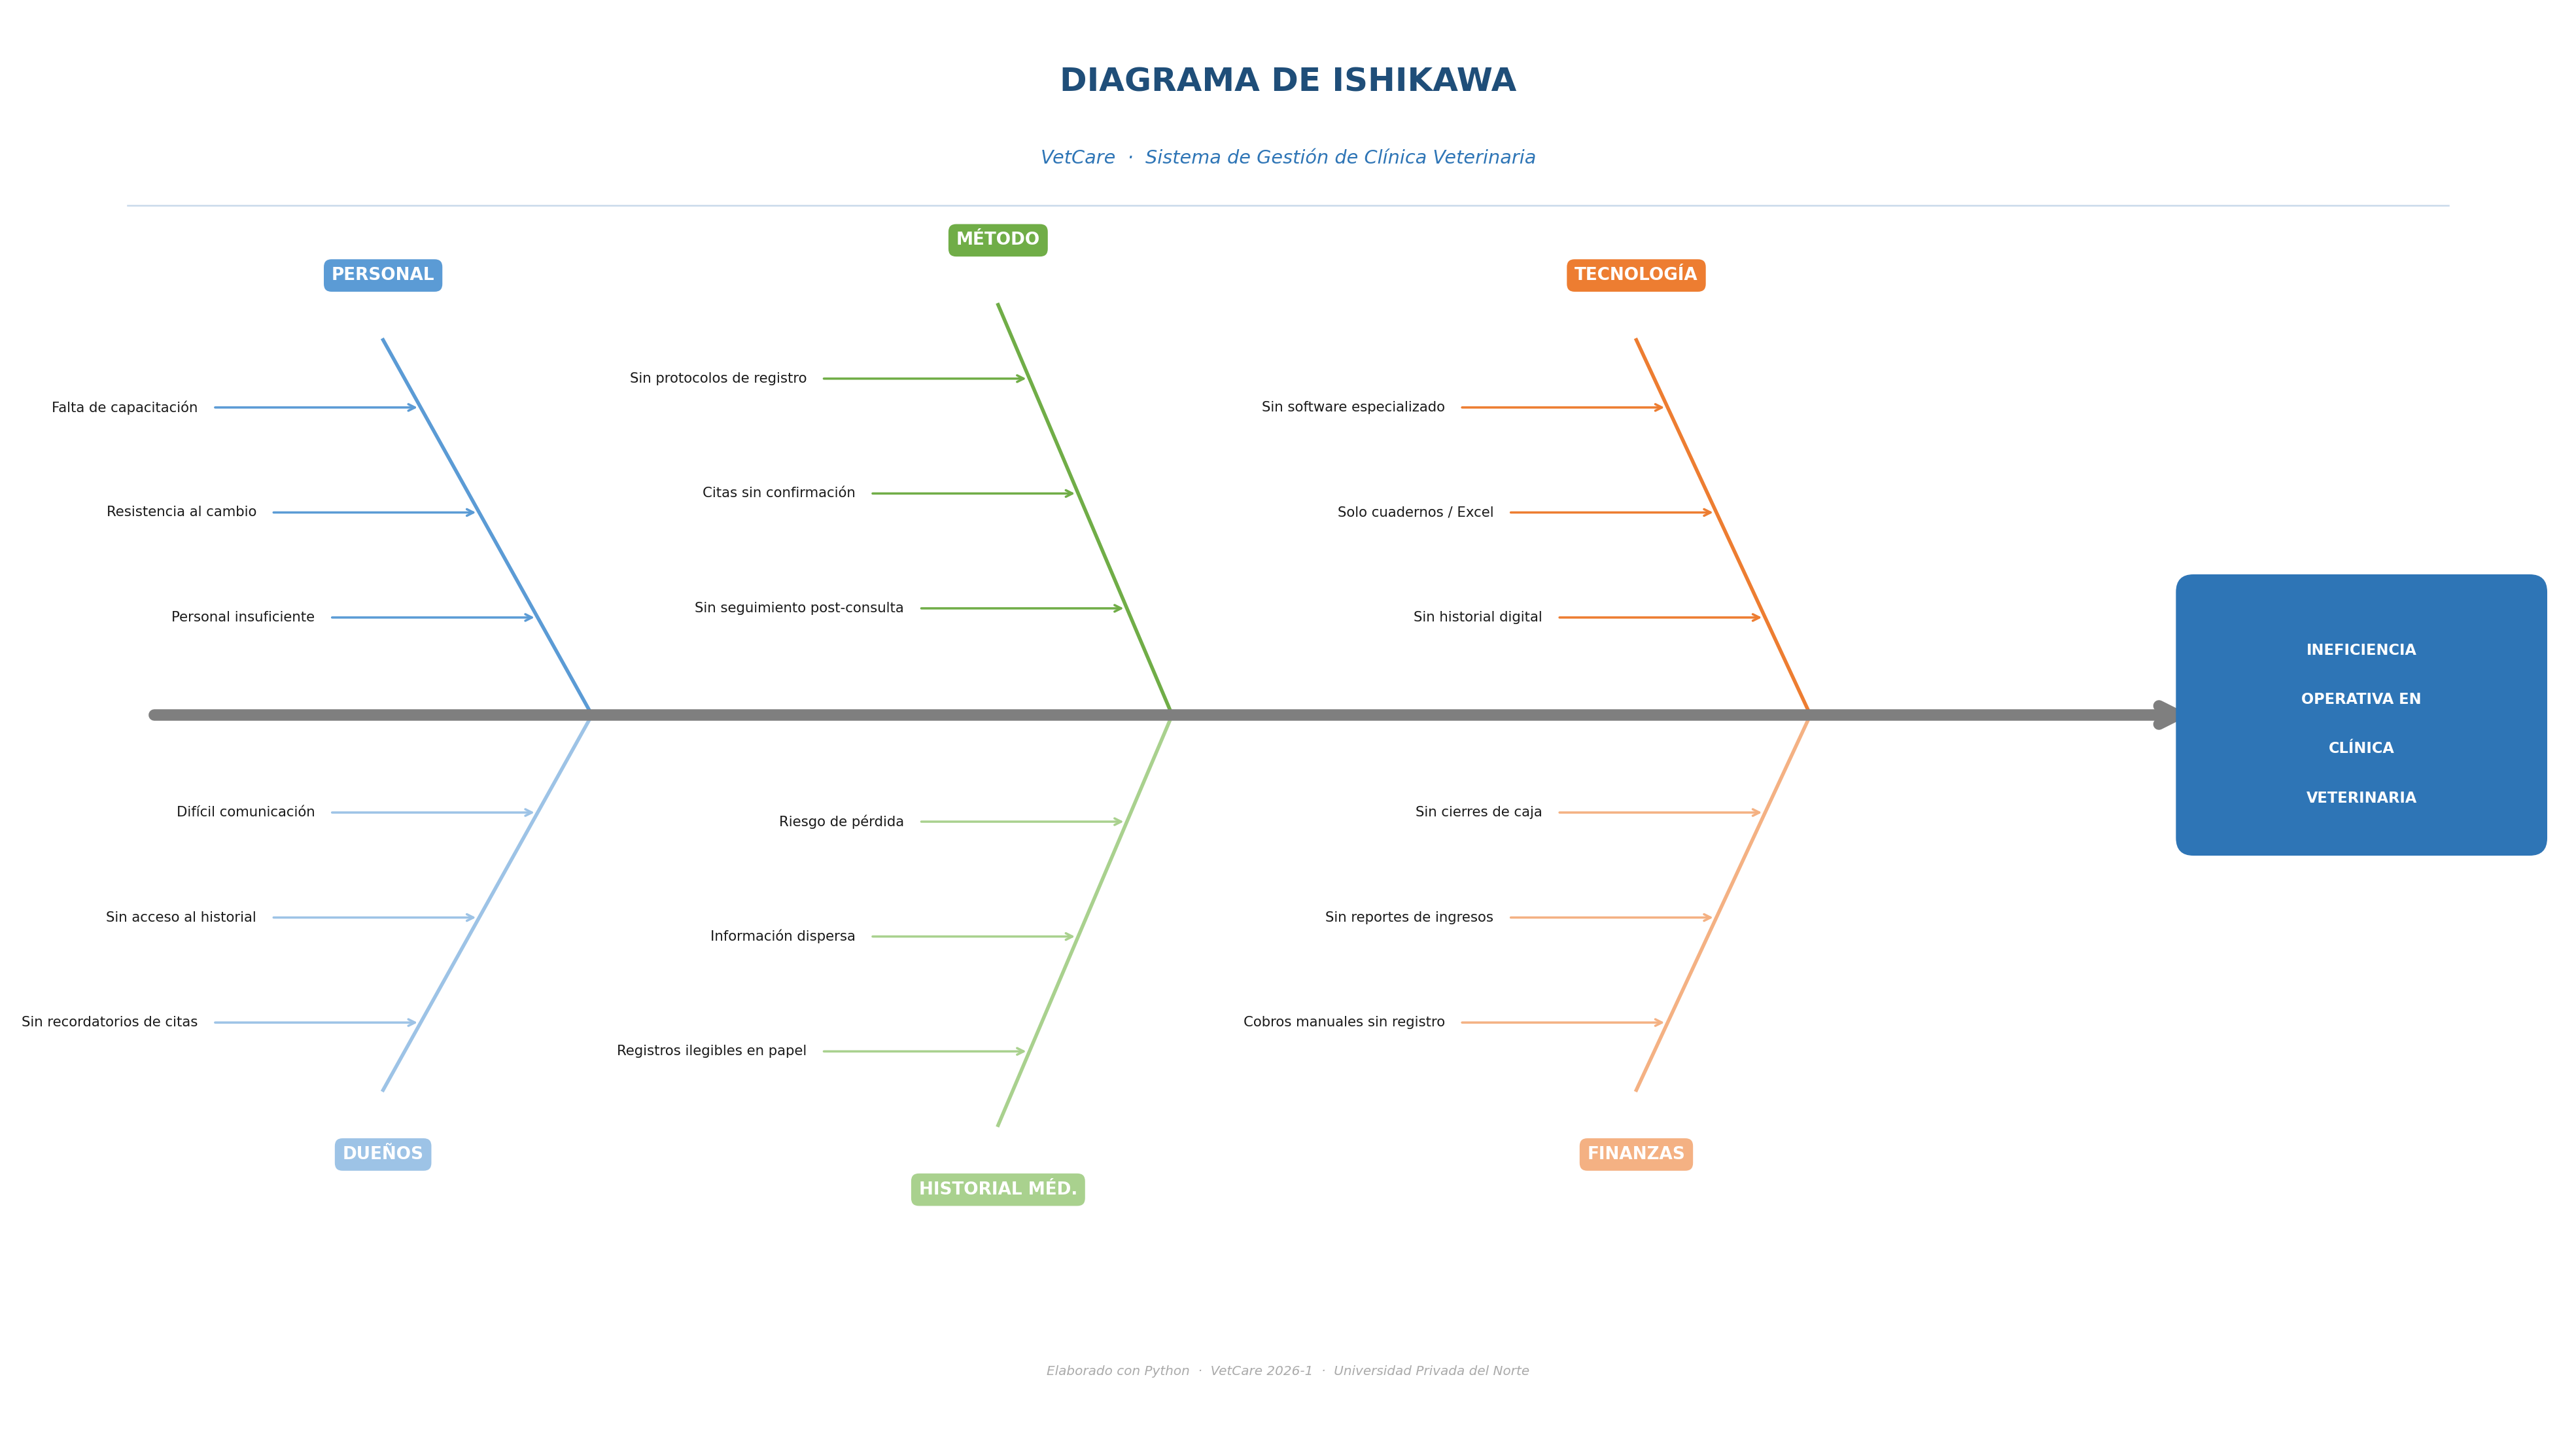 DIAGRAMA DE ISHIKAWA
VetCare · Sistema de Gestión de Clínica Veterinaria
PERSONAL
Falta de capacitación
Resistencia al cambio
Personal insuficiente
MÉTODO
Sin protocolos de registro
Citas sin confirmación
Sin seguimiento post-consulta
TECNOLOGÍA
Sin software especializado
Solo cuadernos / Excel
Sin historial digital
INEFICIENCIA
OPERATIVA EN
CLÍNICA
VETERINARIA
Difícil comunicación
Sin acceso al historial
Sin recordatorios de citas
DUEÑOS
Riesgo de pérdida
Información dispersa
Registros ilegibles en papel
HISTORIAL MÉD.
Sin cierres de caja
Sin reportes de ingresos
Cobros manuales sin registro
FINANZAS
Elaborado con Python · VetCare 2026-1 · Universidad Privada del Norte